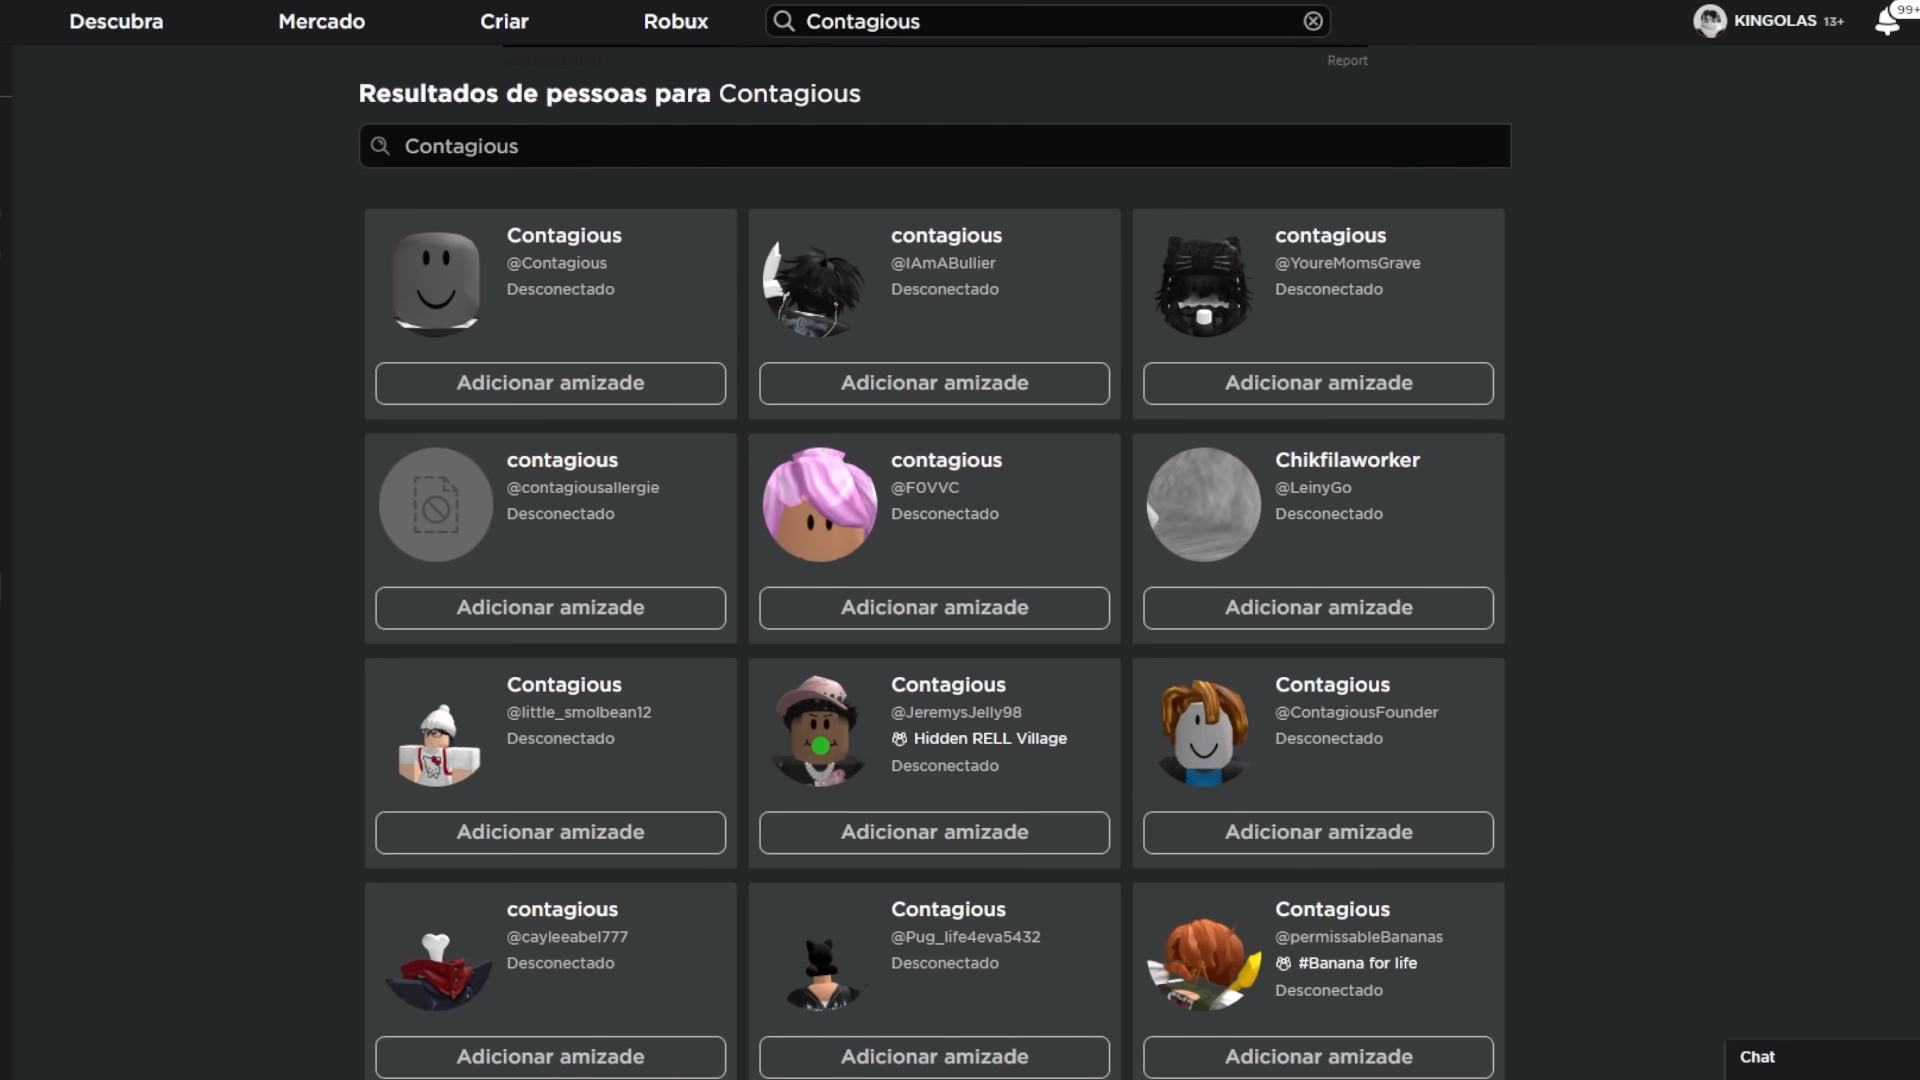 Descubra Mercado Criar Robux Contagious KINGOLAS 13+ 99+
Report
Resultados de pessoas para Contagious
Contagious
Contagious
@Contagious
Desconectado
Adicionar amizade
contagious
@IAmABullier
Desconectado
Adicionar amizade
contagious
@YoureMomsGrave
Desconectado
Adicionar amizade
contagious
@contagiousallergie
Desconectado
Adicionar amizade
contagious
@F0VVC
Desconectado
Adicionar amizade
Chikfilaworker
@LeinyGo
Desconectado
Adicionar amizade
Contagious
@little_smolbean12
Desconectado
Adicionar amizade
Contagious
@JeremysJelly98
Hidden RELL Village
Desconectado
Adicionar amizade
Contagious
@ContagiousFounder
Desconectado
Adicionar amizade
contagious
@cayleeabel777
Desconectado
Adicionar amizade
Contagious
@Pug_life4eva5432
Desconectado
Adicionar amizade
Contagious
@permissableBananas
#Banana for life
Desconectado
Adicionar amizade
Chat